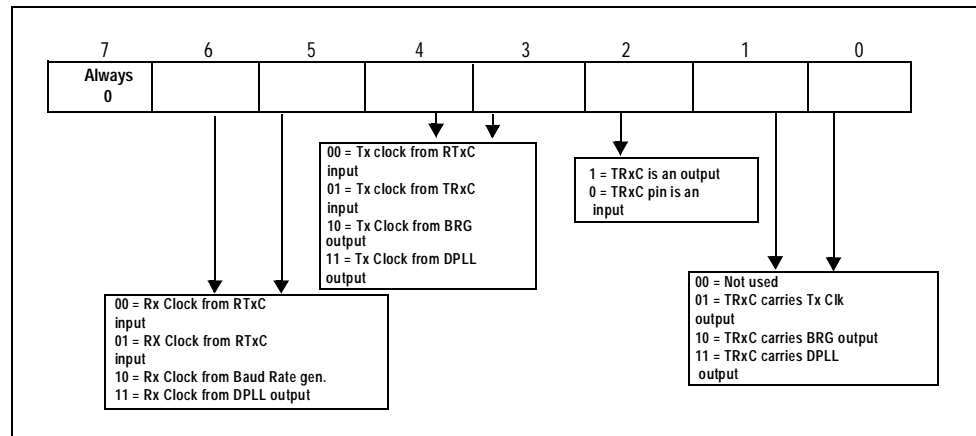 7 6 5 4 3 2 1 0
Always
0
00 = Tx clock from RTxC
input
01 = Tx clock from TRxC
input
10 = Tx Clock from BRG
output
11 = Tx Clock from DPLL
output
1 = TRxC is an output
0 = TRxC pin is an
input
00 = Rx Clock from RTxC
input
01 = RX Clock from RTxC
input
10 = Rx Clock from Baud Rate gen.
11 = Rx Clock from DPLL output
00 = Not used
01 = TRxC carries Tx Clk
output
10 = TRxC carries BRG output
11 = TRxC carries DPLL
output